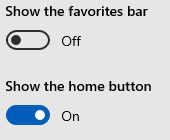 Show the favorites bar
Off
Show the home button
On